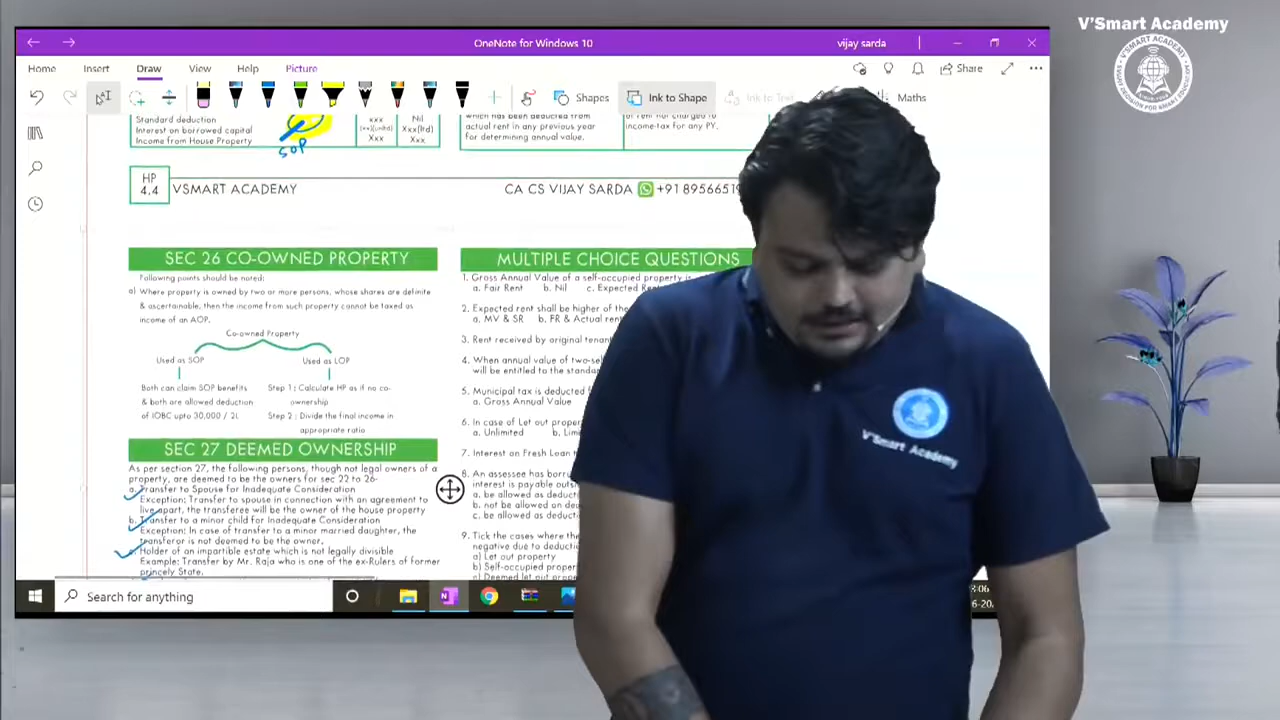 V'Smart Academy
OneNote for Windows 10
vijay sarda
Home Insert Draw View Help Picture
Share
Shapes Ink to Shape Ink to Text Maths
Standard deduction
Interest on borrowed capital
Income from House Property
xxx
Xxx
Nil
Xxx
SOP
which has been deducted from
actual rent in any previous year
for determining annual value.
of rent not charged to
income-tax for any PY.
HP
4.4
VSMART ACADEMY
CA CS VIJAY SARDA +91 89566519
SEC 26 CO-OWNED PROPERTY
Following points should be noted:
a) Where property is owned by two or more persons, whose shares are definite
& ascertainable, then the income from such property cannot be taxed as
income of an AOP.
Co-owned Property
Used as SOP Used as LOP
Both can claim SOP benefits
& both are allowed deduction
of IOBC upto 30,000 / 2L
Step 1 : Calculate HP as if no co-
ownership
Step 2 : Divide the final income in
appropriate ratio
SEC 27 DEEMED OWNERSHIP
As per section 27, the following persons, though not legal owners of a
property, are deemed to be the owners for sec 22 to 26-
a. Transfer to Spouse for Inadequate Consideration
Exception: Transfer to spouse in connection with an agreement to
live apart, the transferee will be the owner of the house property
b. Transfer to a minor child for Inadequate Consideration
Exception: In case of transfer to a minor married daughter, the
transferor is not deemed to be the owner.
Holder of an impartible estate which is not legally divisible
Example: Transfer by Mr. Raja who is one of the ex-Rulers of former
princely State.
MULTIPLE CHOICE QUESTIONS
1. Gross Annual Value of a self-occupied property is
a. Fair Rent b. Nil c. Expected
2. Expected rent shall be higher of the
a. MV & SR b. FR & Actual
3. Rent received by original
4. When annual value of
will be entitled to the
5. Municipal tax is deducted
a. Gross Annual Value
6. In case of Let out
a. Unlimited b.
7. Interest on Fresh Loan
8. An assessee has
interest is payable
a. be allowed as
b. not be allowed on
c. be allowed as
9. Tick the cases where
negative due to
a) Let out property
b) Self-occupied
Search for anything
V'Smart Academy